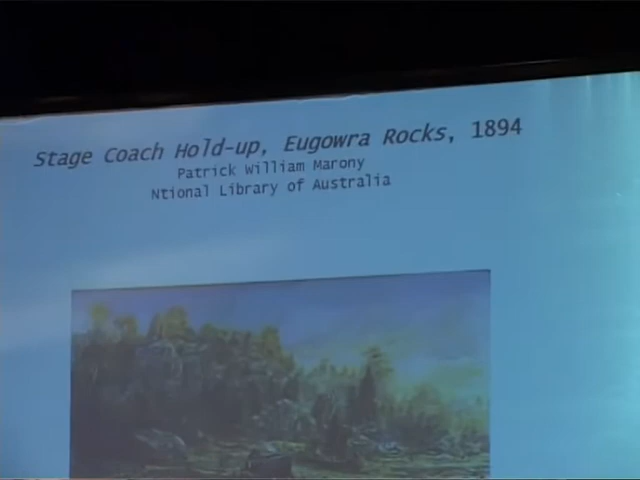 Stage Coach Hold-up, Eugowra Rocks, 1894
Patrick William Marony
Ntional Library of Australia